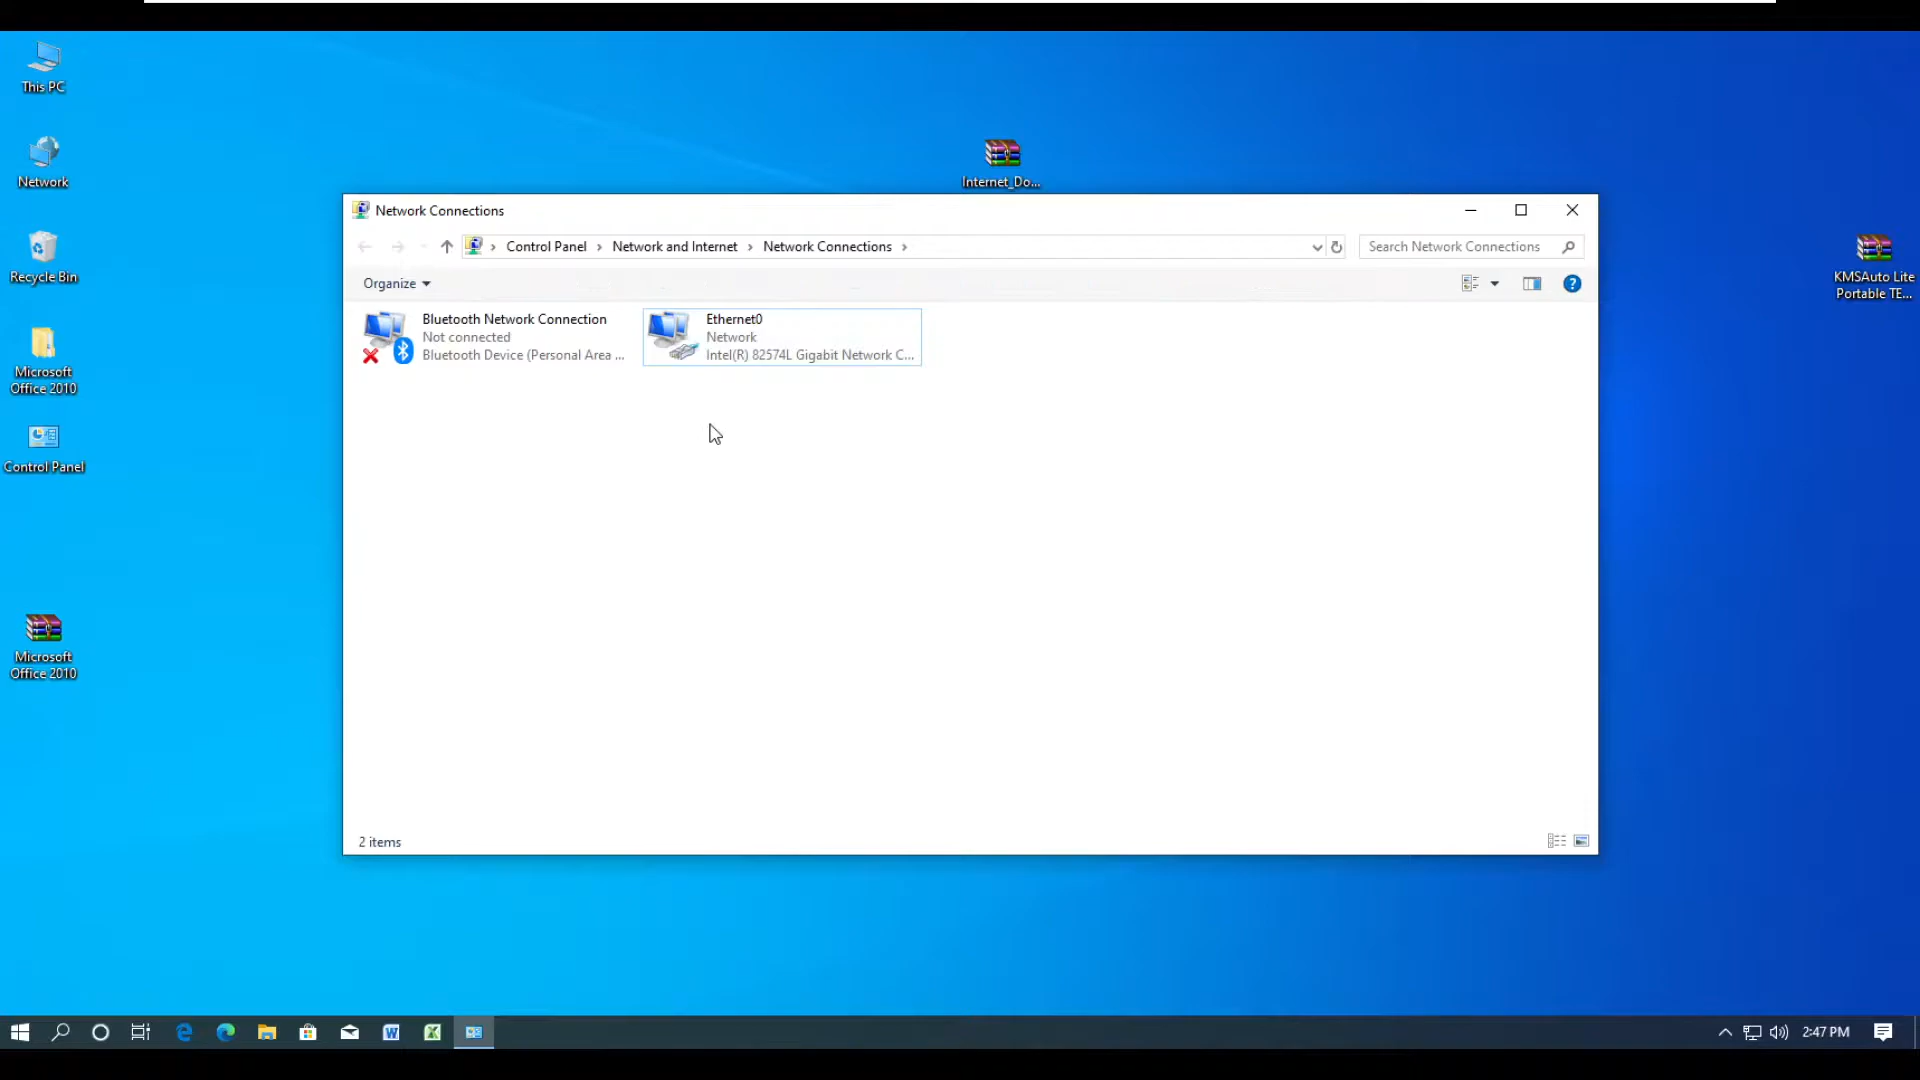 This PC
Network
Recycle Bin
Microsoft
Office 2010
Control Panel
Microsoft
Office 2010
Internet_Do...
KMSAuto Lite
Portable TE...
Network Connections
Control Panel
Network and Internet
Network Connections
Search Network Connections
Organize
Bluetooth Network Connection
Not connected
Bluetooth Device (Personal Area ...
Ethernet0
Network
Intel(R) 82574L Gigabit Network C...
2 items
2:47 PM